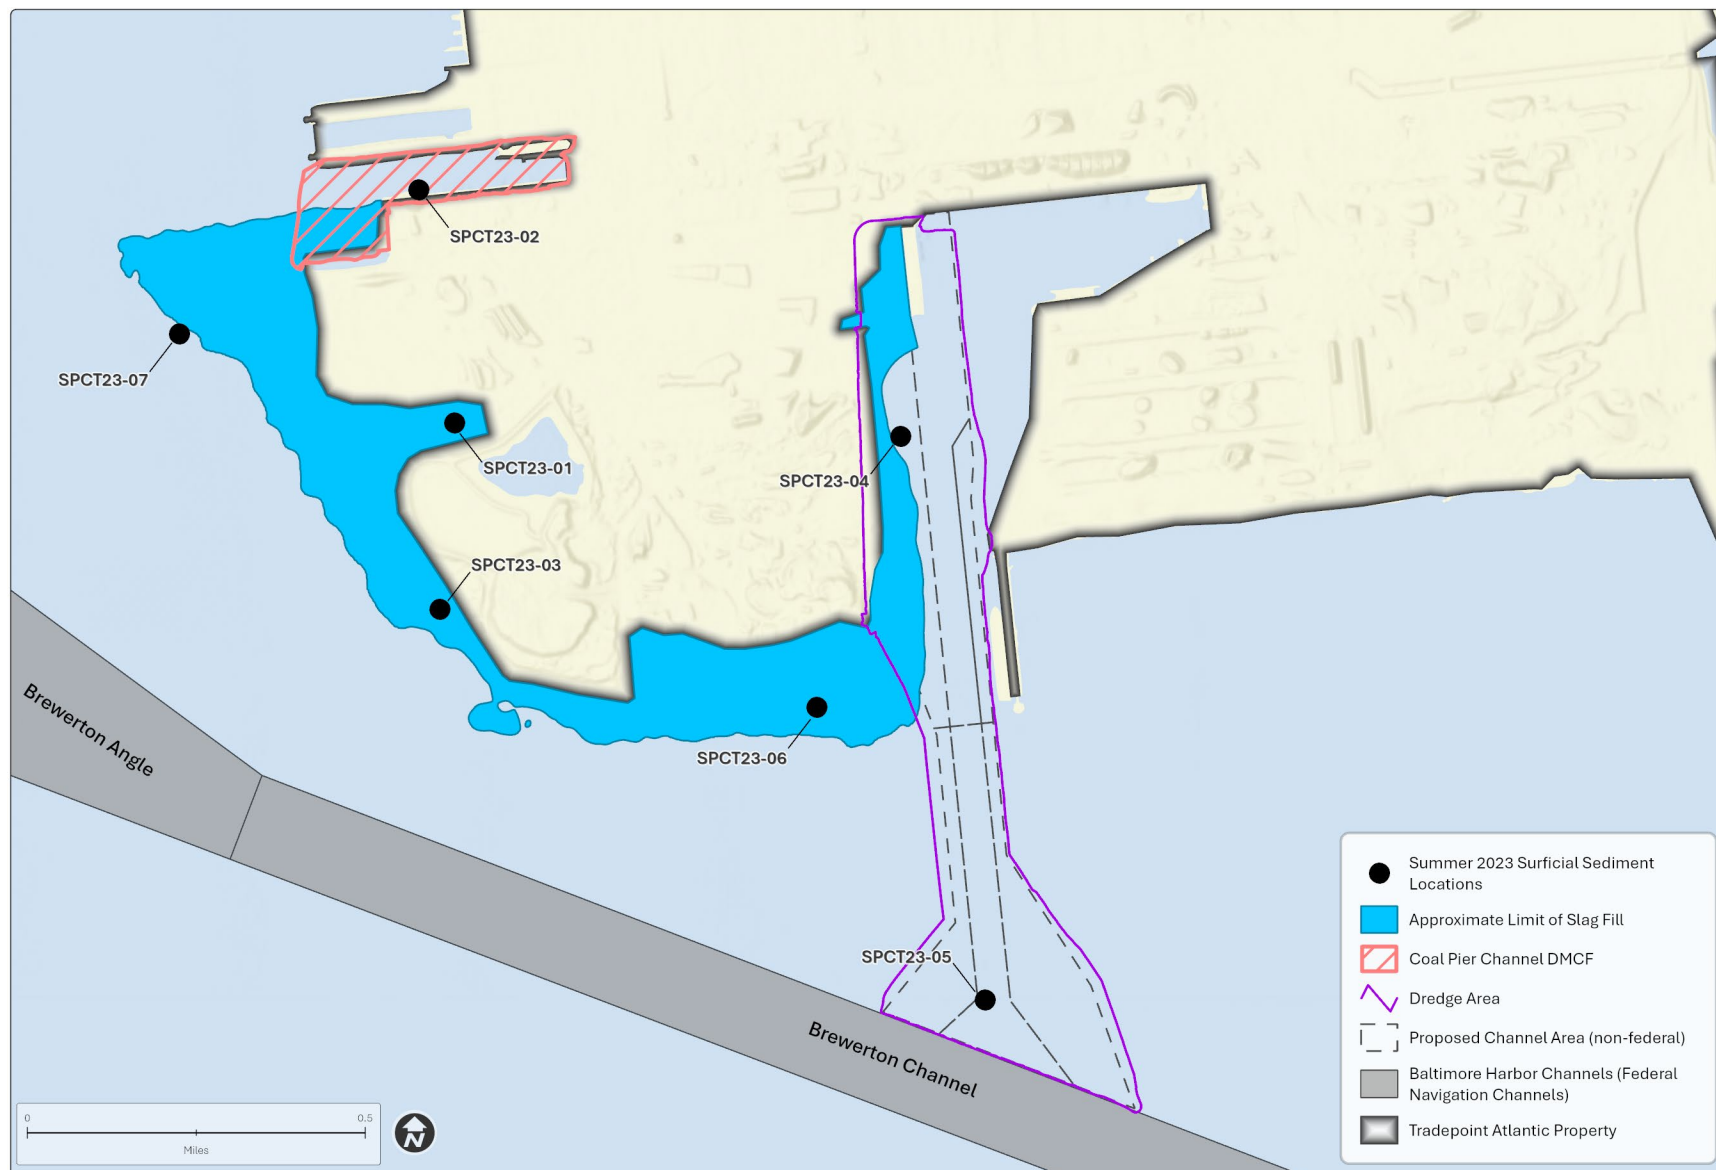 SPCT23-02
SPCT23-07
SPCT23-01
SPCT23-04
SPCT23-03
Brewerton Angle
SPCT23-06
SPCT23-05
Brewerton Channel
Summer 2023 Surficial Sediment
Locations
Approximate Limit of Slag Fill
Coal Pier Channel DMCF
Dredge Area
Proposed Channel Area (non-federal)
Baltimore Harbor Channels (Federal
Navigation Channels)
Tradepoint Atlantic Property
0 0.5
Miles
N